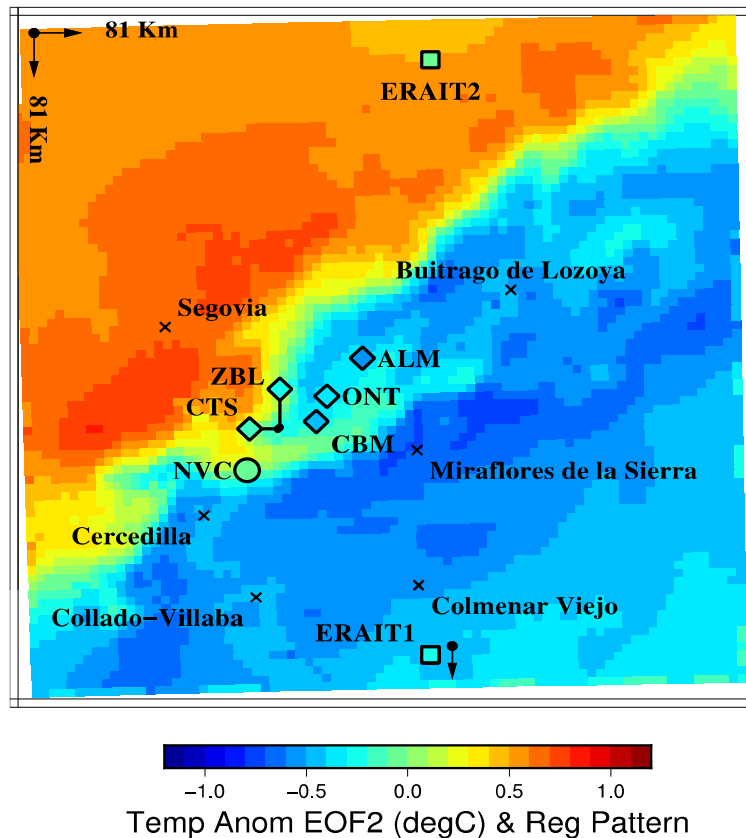 81 Km
81 Km
ERAIT2
Buitrago de Lozoya
Segovia
ALM
ZBL
ONT
CTS
CBM
NVC
Miraflores de la Sierra
Cercedilla
Collado-Villaba
Colmenar Viejo
ERAIT1
-1.0 -0.5 0.0 0.5 1.0
Temp Anom EOF2 (degC) & Reg Pattern